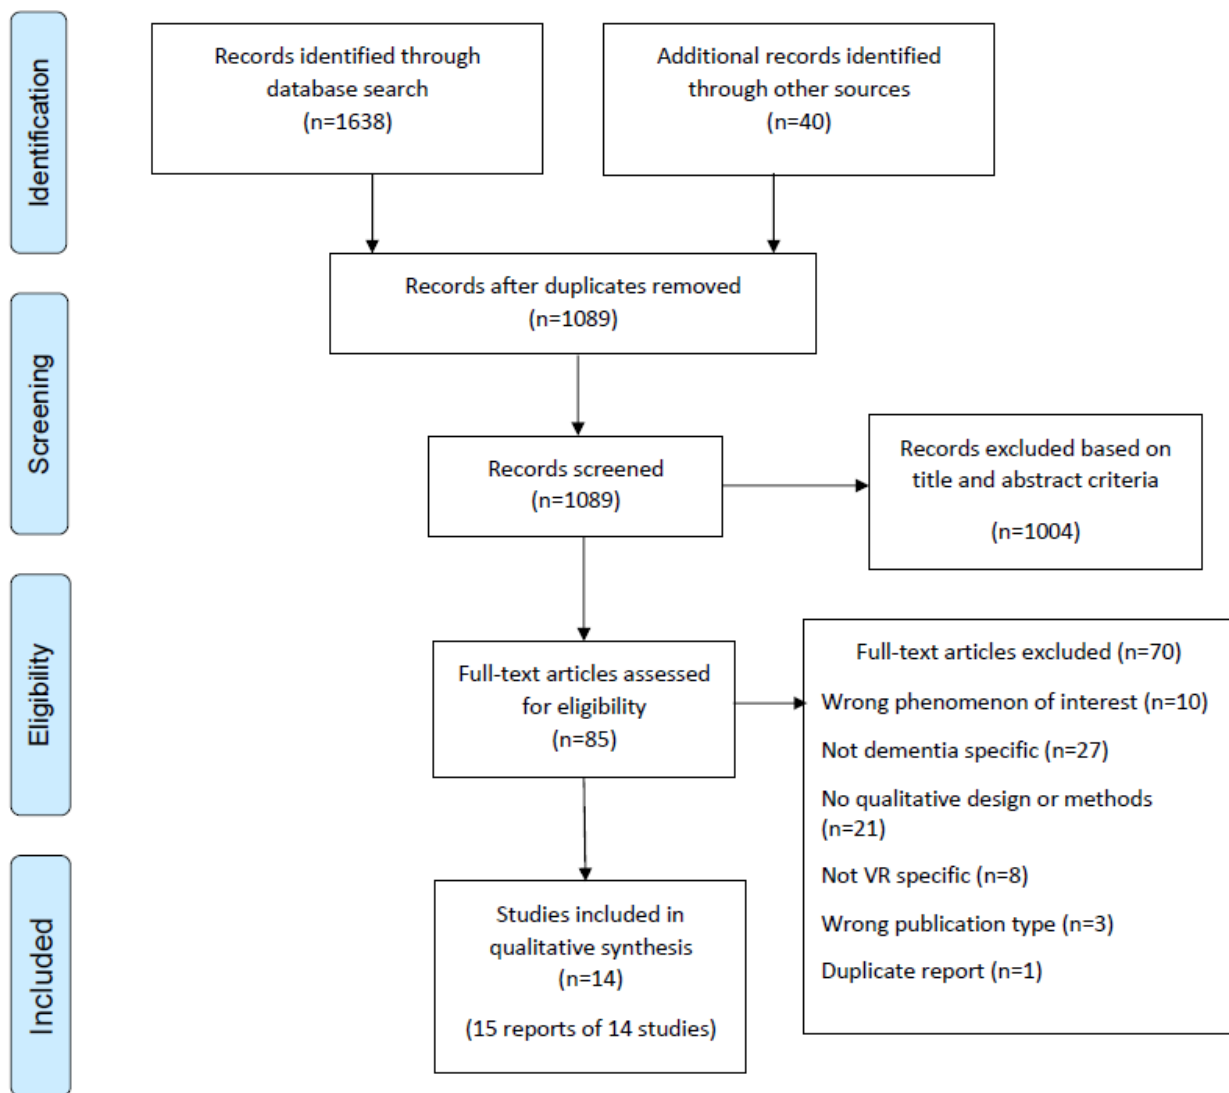 Identification
Records identified through
database search
(n=1638)
Additional records identified
through other sources
(n=40)
Records after duplicates removed
(n=1089)
Screening
Records screened
(n=1089)
Records excluded based on
title and abstract criteria
(n=1004)
Eligibility
Full-text articles assessed
for eligibility
(n=85)
Full-text articles excluded (n=70)
Wrong phenomenon of interest (n=10)
Not dementia specific (n=27)
No qualitative design or methods
(n=21)
Not VR specific (n=8)
Wrong publication type (n=3)
Duplicate report (n=1)
Included
Studies included in
qualitative synthesis
(n=14)
(15 reports of 14 studies)